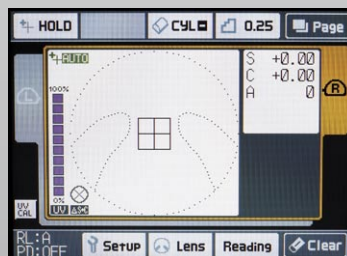 HOLD
CYL
0.25
Page
AUTO
S +0.00
C +0.00
A 0
L
R
100%
0%
UV
UV CAL
RL:A
PD:OFF
Setup
Lens
Reading
Clear